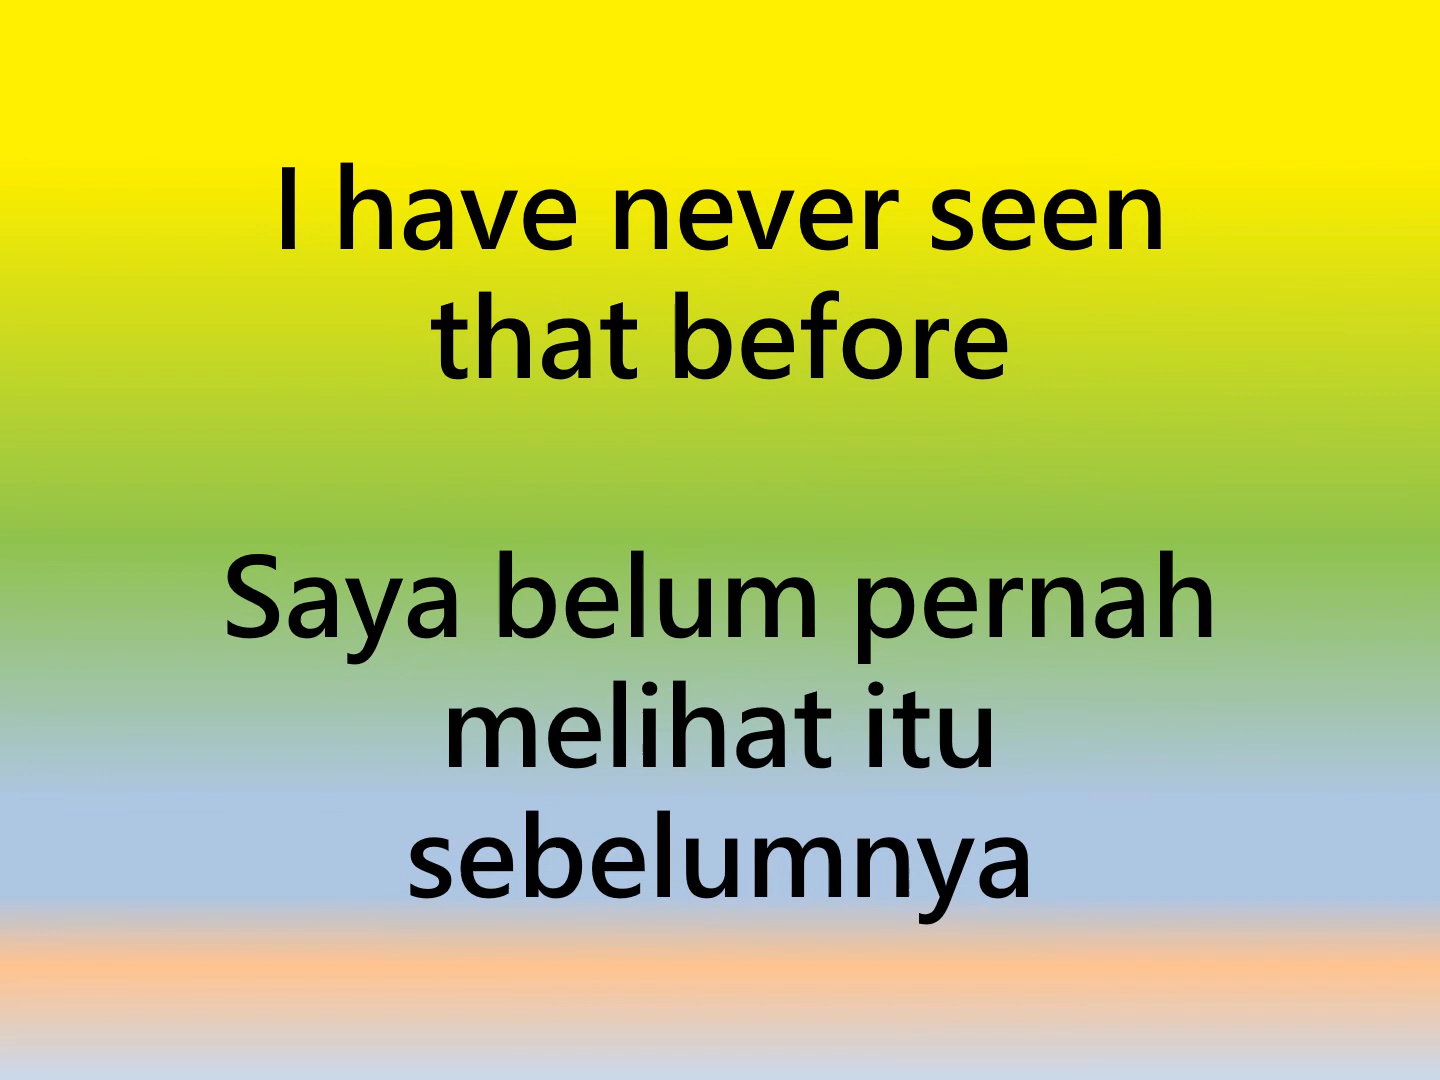 I have never seen
that before
Saya belum pernah
melihat itu
sebelumnya